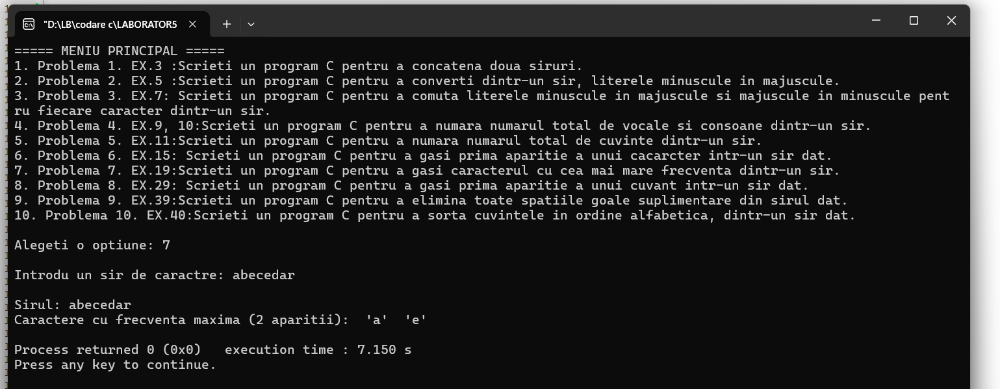 "D:\LB\codare c\LABORATOR5
===== MENIU PRINCIPAL =====
1. Problema 1. EX.3 :Scrieti un program C pentru a concatena doua siruri.
2. Problema 2. EX.5 :Scrieti un program C pentru a converti dintr-un sir, literele minuscule in majuscule.
3. Problema 3. EX.7: Scrieti un program C pentru a comuta literele minuscule in majuscule si majuscule in minuscule pent
ru fiecare caracter dintr-un sir.
4. Problema 4. EX.9, 10:Scrieti un program C pentru a numara numarul total de vocale si consoane dintr-un sir.
5. Problema 5. EX.11:Scrieti un program C pentru a numara numarul total de cuvinte dintr-un sir.
6. Problema 6. EX.15: Scrieti un program C pentru a gasi prima aparitie a unui cacarcter intr-un sir dat.
7. Problema 7. EX.19:Scrieti un program C pentru a gasi caracterul cu cea mai mare frecventa dintr-un sir.
8. Problema 8. EX.29: Scrieti un program C pentru a gasi prima aparitie a unui cuvant intr-un sir dat.
9. Problema 9. EX.39:Scrieti un program C pentru a elimina toate spatiile goale suplimentare din sirul dat.
10. Problema 10. EX.40:Scrieti un program C pentru a sorta cuvintele in ordine alfabetica, dintr-un sir dat.
Alegeti o optiune: 7
Introdu un sir de caractre: abecedar
Sirul: abecedar
Caractere cu frecventa maxima (2 aparitii):  'a'  'e'
Process returned 0 (0x0)   execution time : 7.150 s
Press any key to continue.